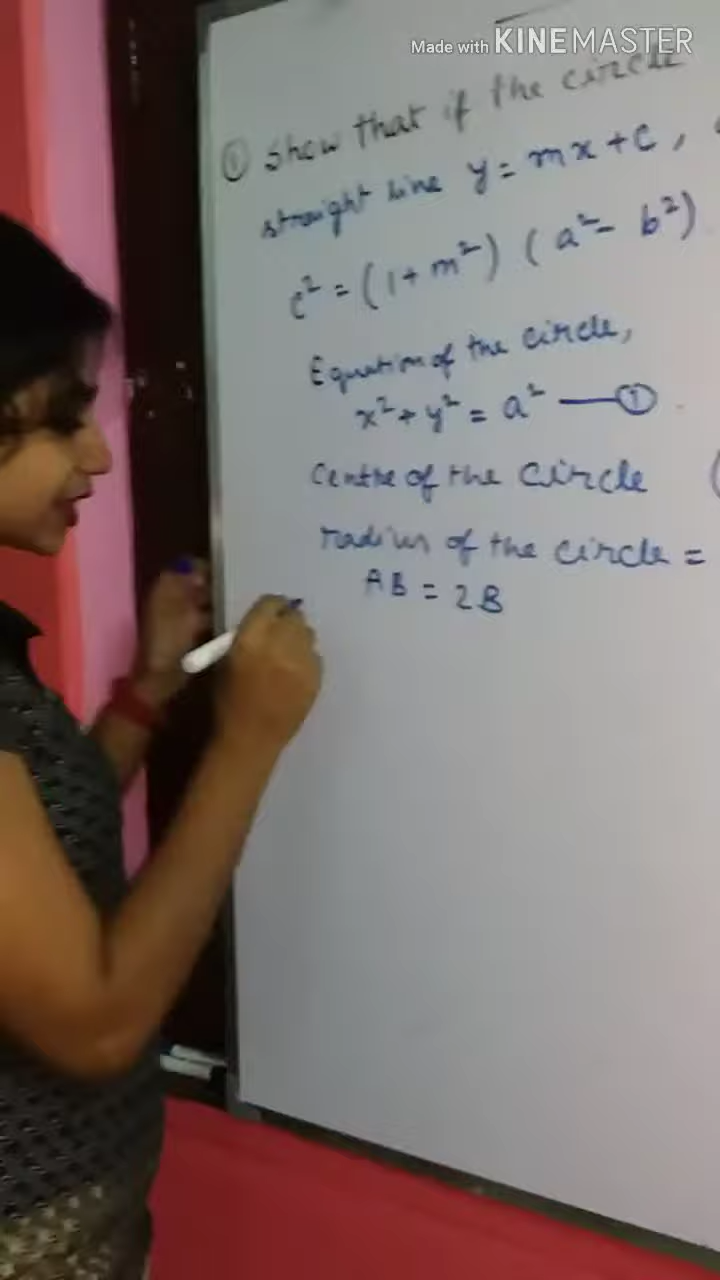 Made with KINEMASTER
① Show that if the circle
straight line y = mx + c ,
c² = (1 + m²) (a² - b²)
Equation of the circle,
x² + y² = a² —— ①
Centre of the circle (
radius of the circle =
AB = 2B